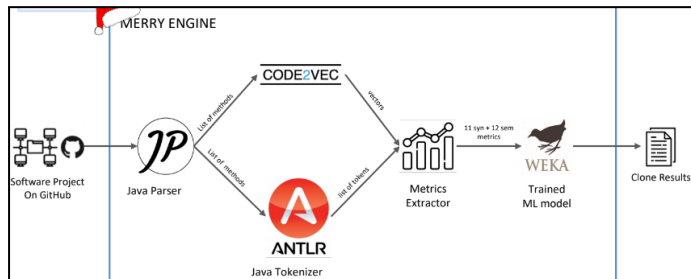 MERRY ENGINE
CODE2VEC
List of methods
vectors
11 syn + 12 sem
metrics
JP
WEKA
Software Project
On GitHub
Java Parser
List of methods
list of tokens
Metrics
Extractor
Trained
ML model
Clone Results
ANTLR
Java Tokenizer